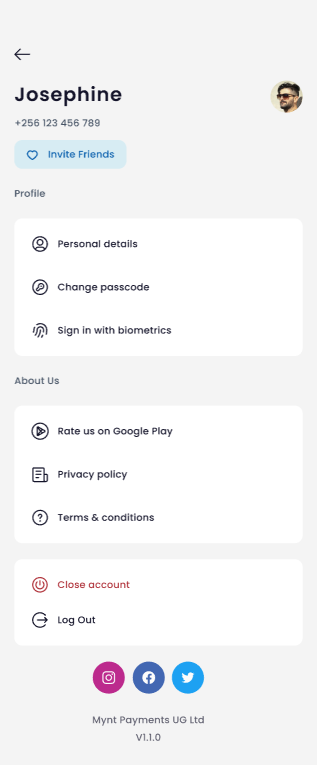 Josephine
+256 123 456 789
Invite Friends
Profile
Personal details
Change passcode
Sign in with biometrics
About Us
Rate us on Google Play
Privacy policy
Terms & conditions
Close account
Log Out
Mynt Payments UG Ltd
V1.1.0